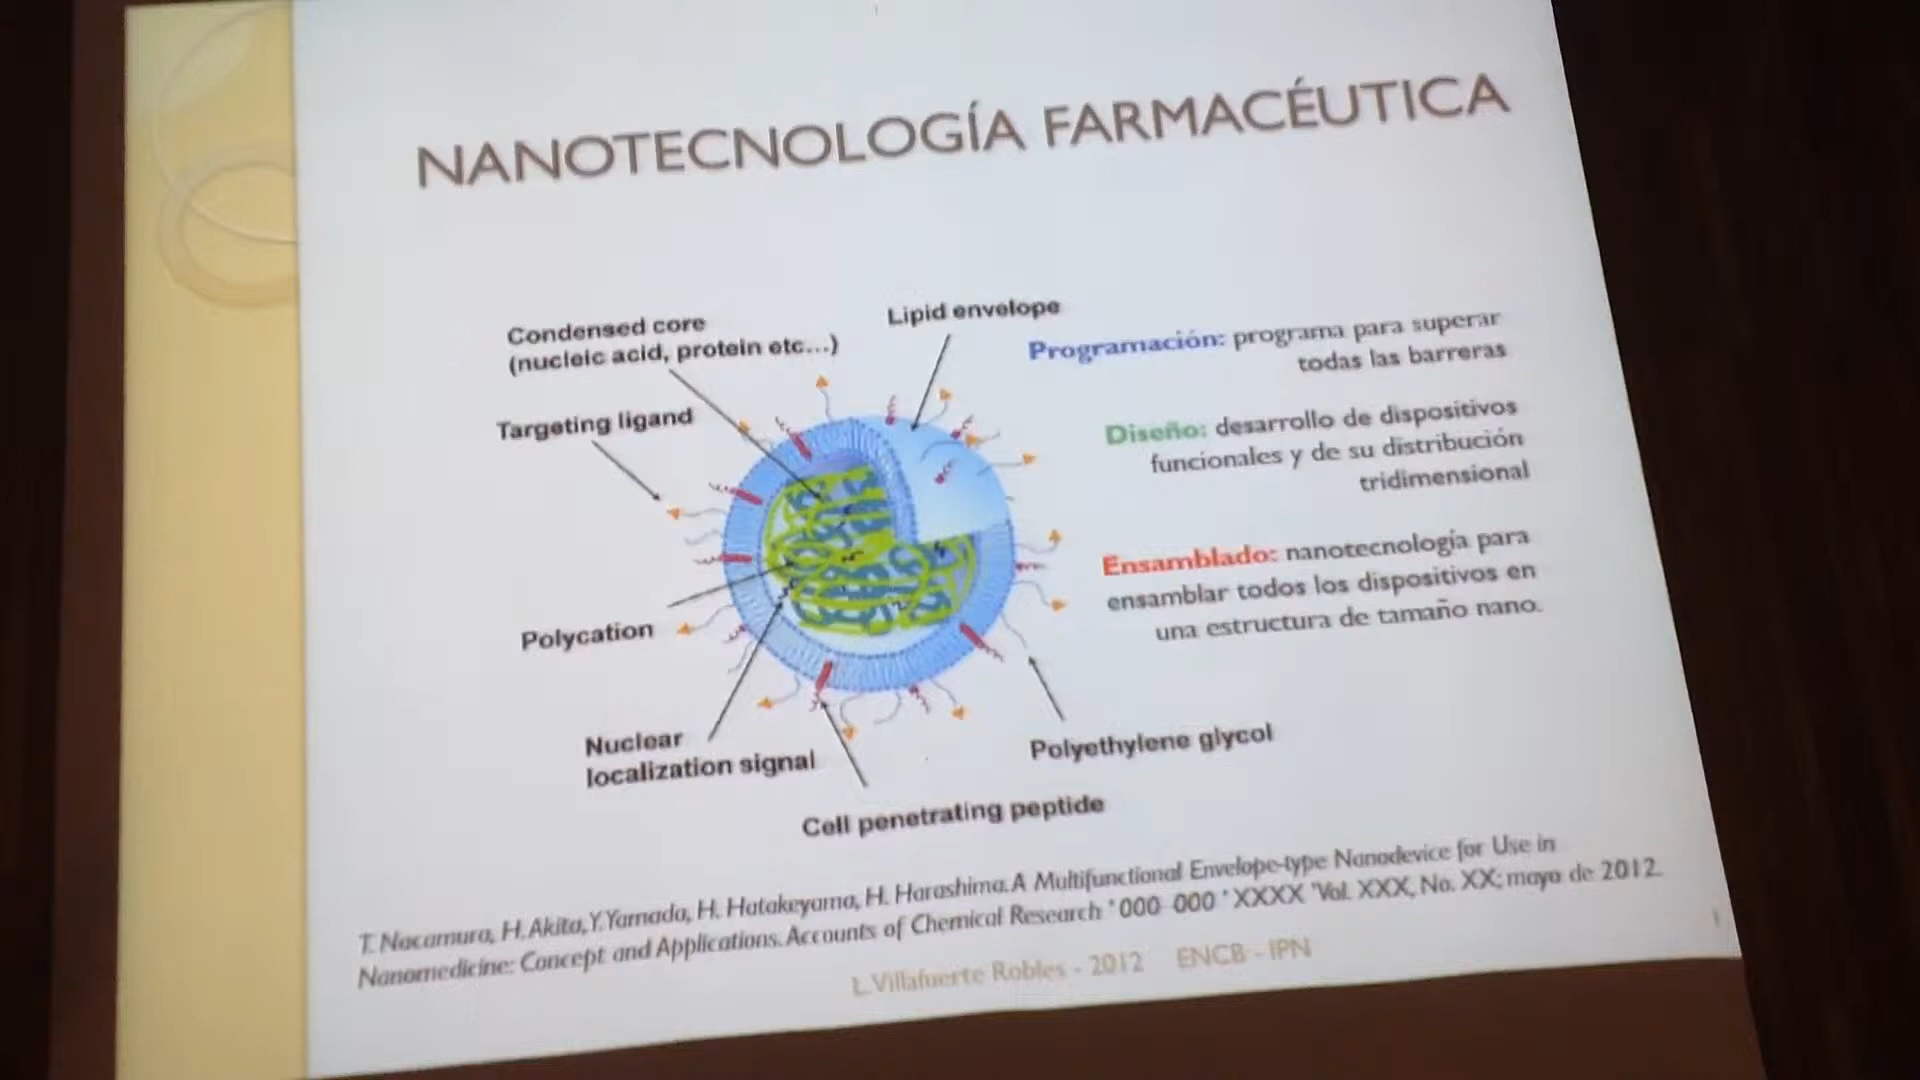 NANOTECNOLOGÍA FARMACÉUTICA
Condensed core
(nucleic acid, protein etc...)
Lipid envelope
Targeting ligand
Polycation
Nuclear
localization signal
Cell penetrating peptide
Polyethylene glycol
Programación: programa para superar
todas las barreras
Diseño: desarrollo de dispositivos
funcionales y de su distribución
tridimensional
Ensamblado: nanotecnología para
ensamblar todos los dispositivos en
una estructura de tamaño nano.
T. Nacamura, H. Akita, Y. Yamada, H. Hatakeyama, H. Harashima. A Multifunctional Envelope-type Nanodevice for Use in
Nanomedicine: Concept and Applications. Accounts of Chemical Research ' 000 000 ' XXXX 'Vol. XXX, No. XX; mayo de 2012.
L. Villafuerte Robles - 2012 ENCB - IPN